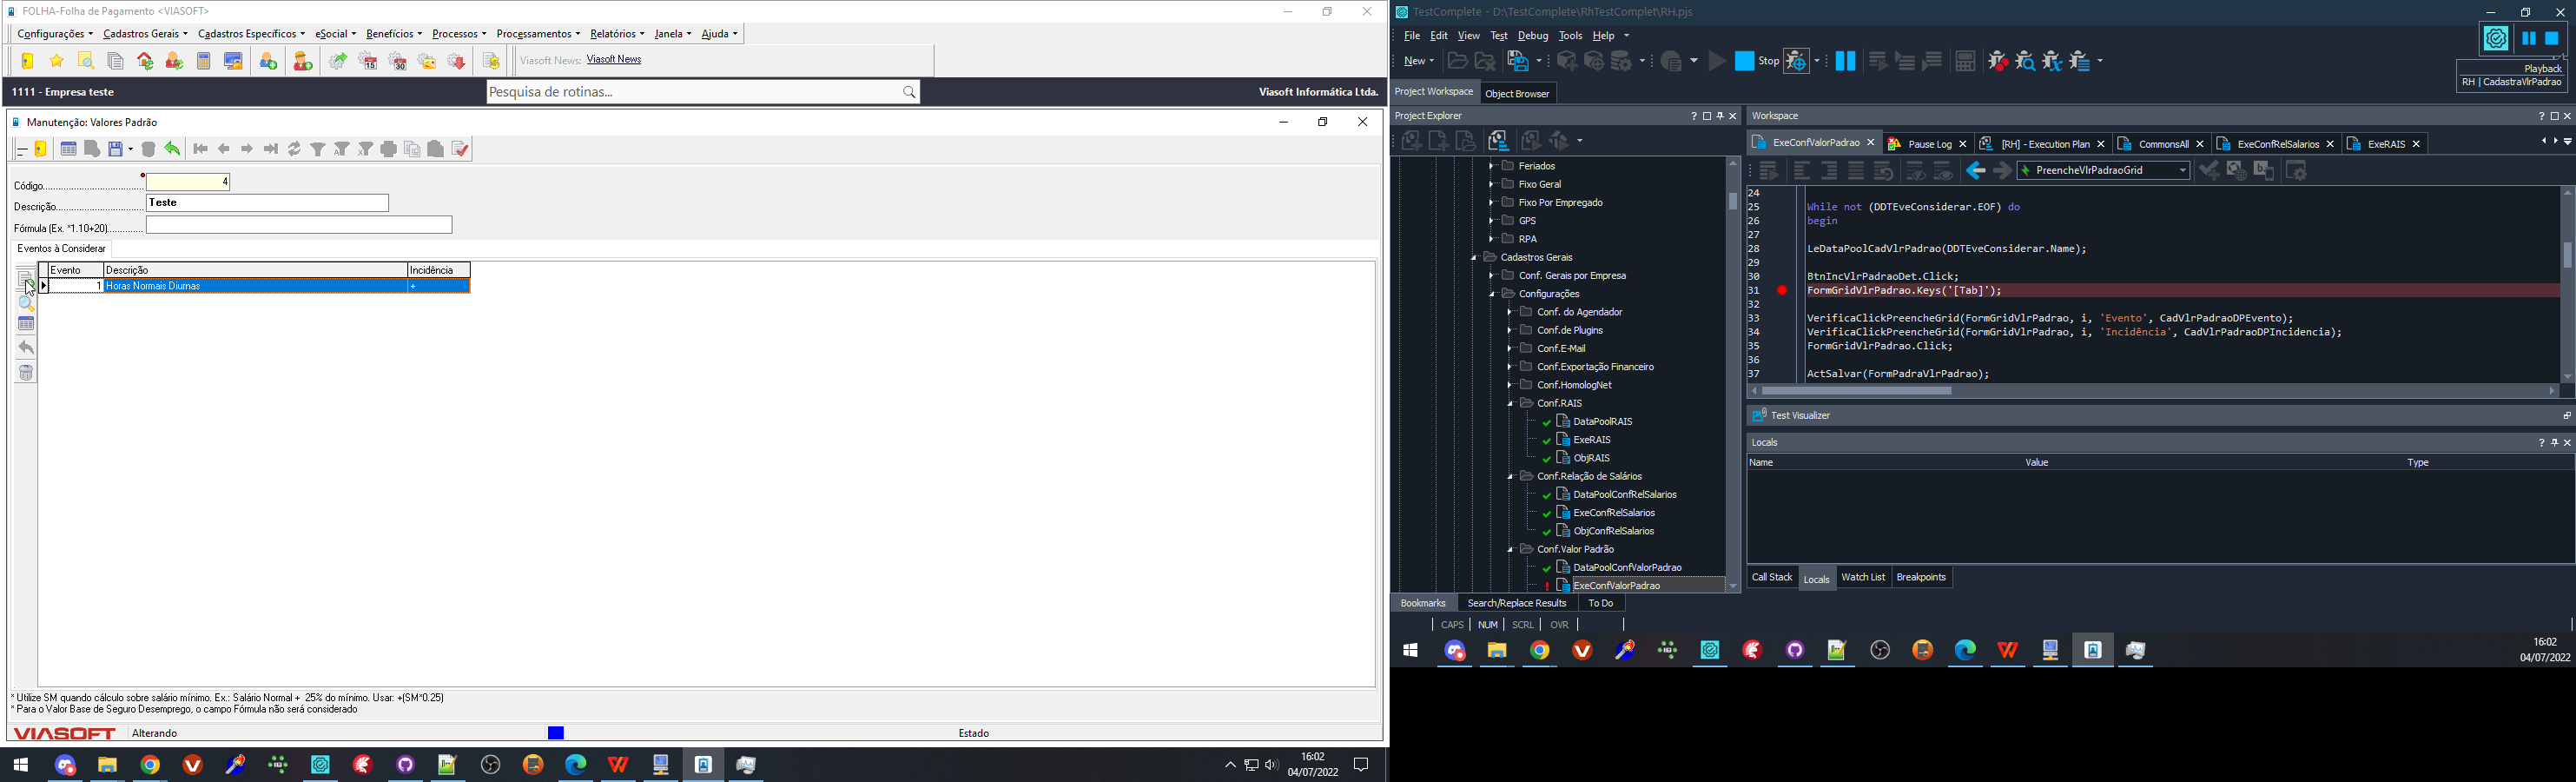 FOLHA-Folha de Pagamento <VIASOFT>
Configurações Cadastros Gerais Cadastros Específicos eSocial Benefícios Processos Processamentos Relatórios Janela Ajuda
15 30 Viasoft News: Viasoft News
1111 - Empresa teste Pesquisa de rotinas... Viasoft Informática Ltda.
Manutenção: Valores Padrão
Código 4
Descrição Teste
Fórmula (Ex. *1.10+20)
Eventos à Considerar
Evento Descrição Incidência
1 Horas Normais Diurnas +
* Utilize SM quando cálculo sobre salário mínimo. Ex.: Salário Normal + 25% do mínimo. Usar: +(SM*0.25)
* Para o Valor Base de Seguro Desemprego, o campo Fórmula não será considerado
VIASOFT Alterando Estado
16:02
04/07/2022
TestComplete - D:\TestComplete\RhTestComplet\RH.pjs
File Edit View Test Debug Tools Help
New Stop
Playback
RH | CadastraVlrPadrao
Project Workspace Object Browser
Project Explorer
Feriados
Fixo Geral
Fixo Por Empregado
GPS
RPA
Cadastros Gerais
Conf. Gerais por Empresa
Configurações
Conf. do Agendador
Conf.de Plugins
Conf.E-Mail
Conf.Exportação Financeiro
Conf.HomologNet
Conf.RAIS
DataPoolRAIS
ExeRAIS
ObjRAIS
Conf.Relação de Salários
DataPoolConfRelSalarios
ExeConfRelSalarios
ObjConfRelSalarios
Conf.Valor Padrão
DataPoolConfValorPadrao
ExeConfValorPadrao
Bookmarks Search/Replace Results To Do
Workspace
ExeConfValorPadrao Pause Log [RH] - Execution Plan CommonsAll ExeConfRelSalarios ExeRAIS
PreencheVlrPadraoGrid
24
25 While not (DDTEveConsiderar.EOF) do
26 begin
27
28 LeDataPoolCadVlrPadrao(DDTEveConsiderar.Name);
29
30 BtnIncVlrPadraoDet.Click;
31 FormGridVlrPadrao.Keys('[Tab]');
32
33 VerificaClickPreencheGrid(FormGridVlrPadrao, i, 'Evento', CadVlrPadraoDPEvento);
34 VerificaClickPreencheGrid(FormGridVlrPadrao, i, 'Incidência', CadVlrPadraoDPIncidencia);
35 FormGridVlrPadrao.Click;
36
37 ActSalvar(FormPadraVlrPadrao);
Test Visualizer
Locals
Name Value Type
Call Stack Locals Watch List Breakpoints
CAPS NUM SCRL OVR
16:02
04/07/2022